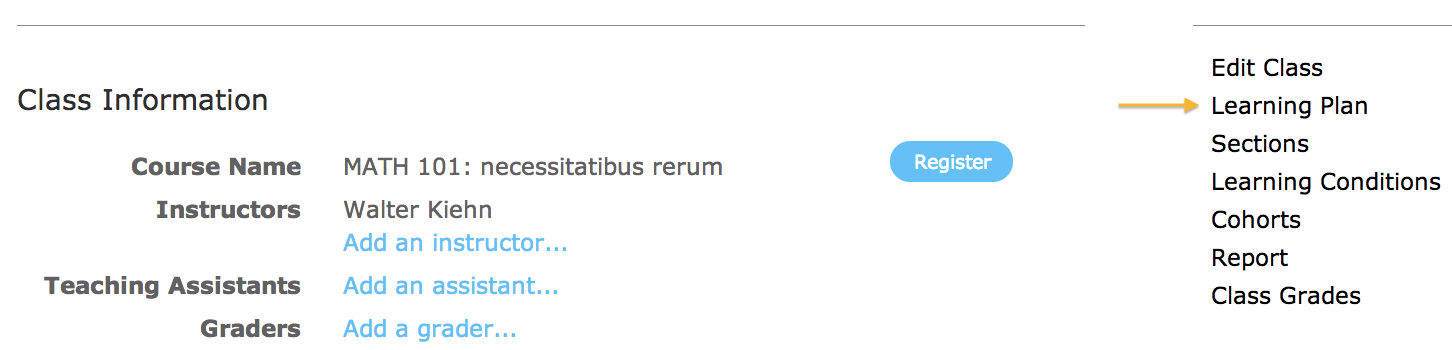 Class Information
Course Name MATH 101: necessitatibus rerum
Register
Instructors Walter Kiehn
Add an instructor...
Teaching Assistants Add an assistant...
Graders Add a grader...
Edit Class
Learning Plan
Sections
Learning Conditions
Cohorts
Report
Class Grades